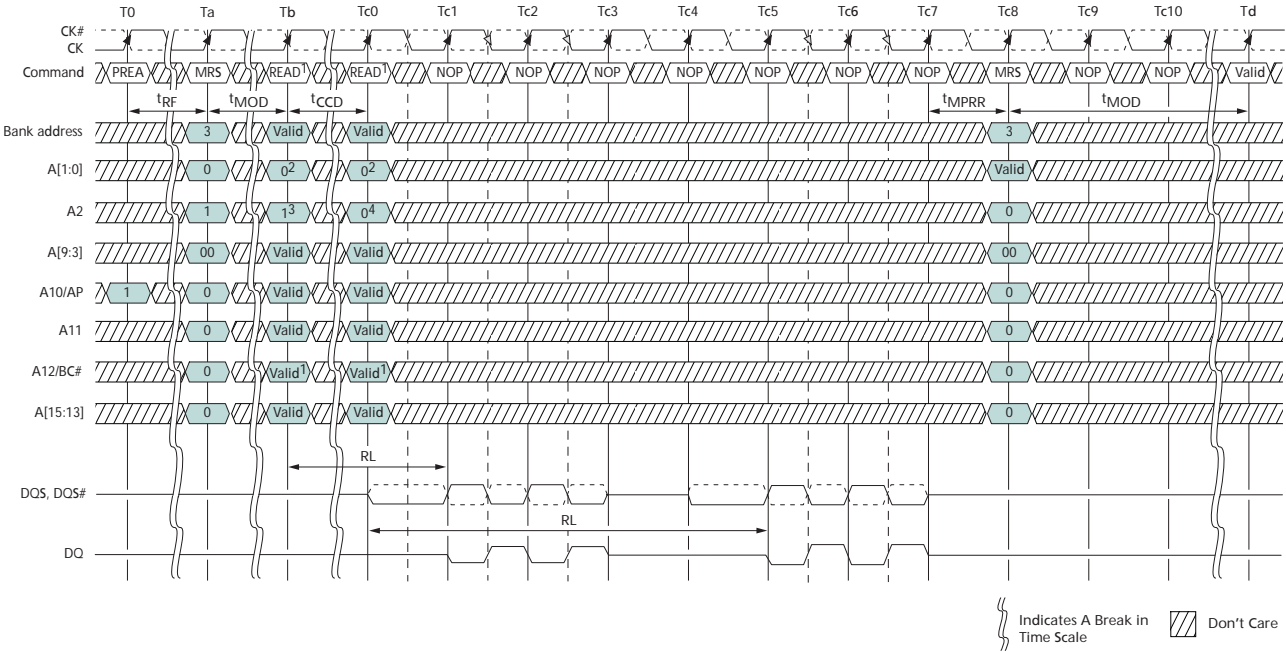 T0 Ta Tb Tc0 Tc1 Tc2 Tc3 Tc4 Tc5 Tc6 Tc7 Tc8 Tc9 Tc10 Td
CK#
CK
Command PREA MRS READ1 READ1 NOP NOP NOP NOP NOP NOP NOP MRS NOP NOP Valid
tRF tMOD tCCD tMPRR tMOD
Bank address 3 Valid Valid 3
A[1:0] 0 02 02 Valid
A2 1 13 04 0
A[9:3] 00 Valid Valid 00
A10/AP 1 0 Valid Valid 0
A11 0 Valid Valid 0
A12/BC# 0 Valid1 Valid1 0
A[15:13] 0 Valid Valid 0
RL
DQS, DQS#
RL
DQ
Indicates A Break in
Time Scale
Don't Care